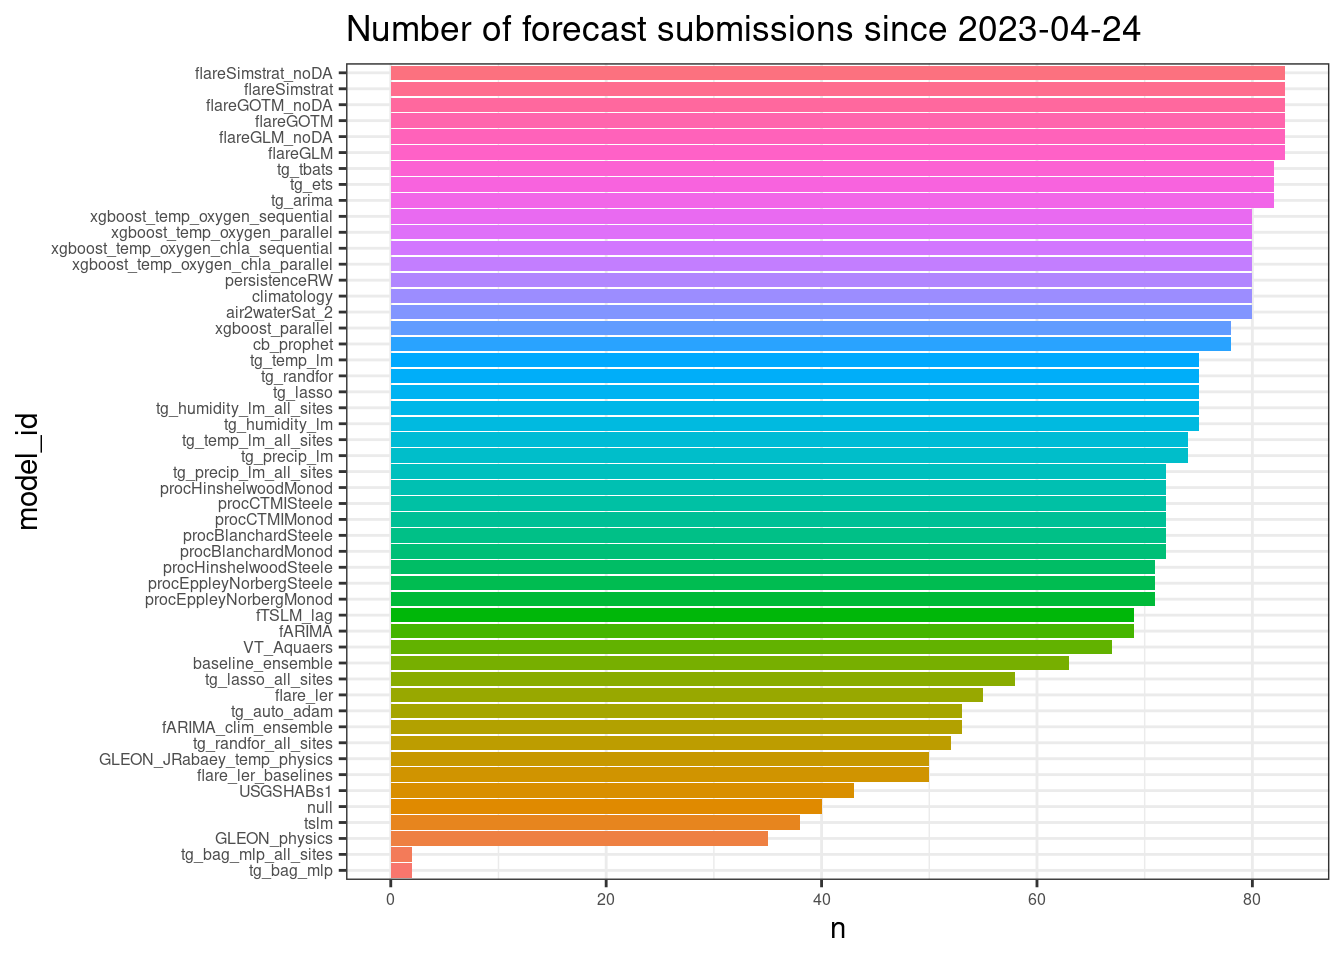 Number of forecast submissions since 2023-04-24
flareSimstrat_noDA
flareSimstrat
flareGOTM_noDA
flareGOTM
flareGLM_noDA
flareGLM
tg_tbats
tg_ets
tg_arima
xgboost_temp_oxygen_sequential
xgboost_temp_oxygen_parallel
xgboost_temp_oxygen_chla_sequential
xgboost_temp_oxygen_chla_parallel
persistenceRW
climatology
air2waterSat_2
xgboost_parallel
cb_prophet
tg_temp_lm
tg_randfor
tg_lasso
tg_humidity_lm_all_sites
tg_humidity_lm
tg_temp_lm_all_sites
tg_precip_lm
tg_precip_lm_all_sites
procHinshelwoodMonod
procCTMISteele
procCTMIMonod
procBlanchardSteele
procBlanchardMonod
procHinshelwoodSteele
procEppleyNorbergSteele
procEppleyNorbergMonod
fTSLM_lag
fARIMA
VT_Aquaers
baseline_ensemble
tg_lasso_all_sites
flare_ler
tg_auto_adam
fARIMA_clim_ensemble
tg_randfor_all_sites
GLEON_JRabaey_temp_physics
flare_ler_baselines
USGSHABs1
null
tslm
GLEON_physics
tg_bag_mlp_all_sites
tg_bag_mlp
model_id
0 20 40 60 80
n